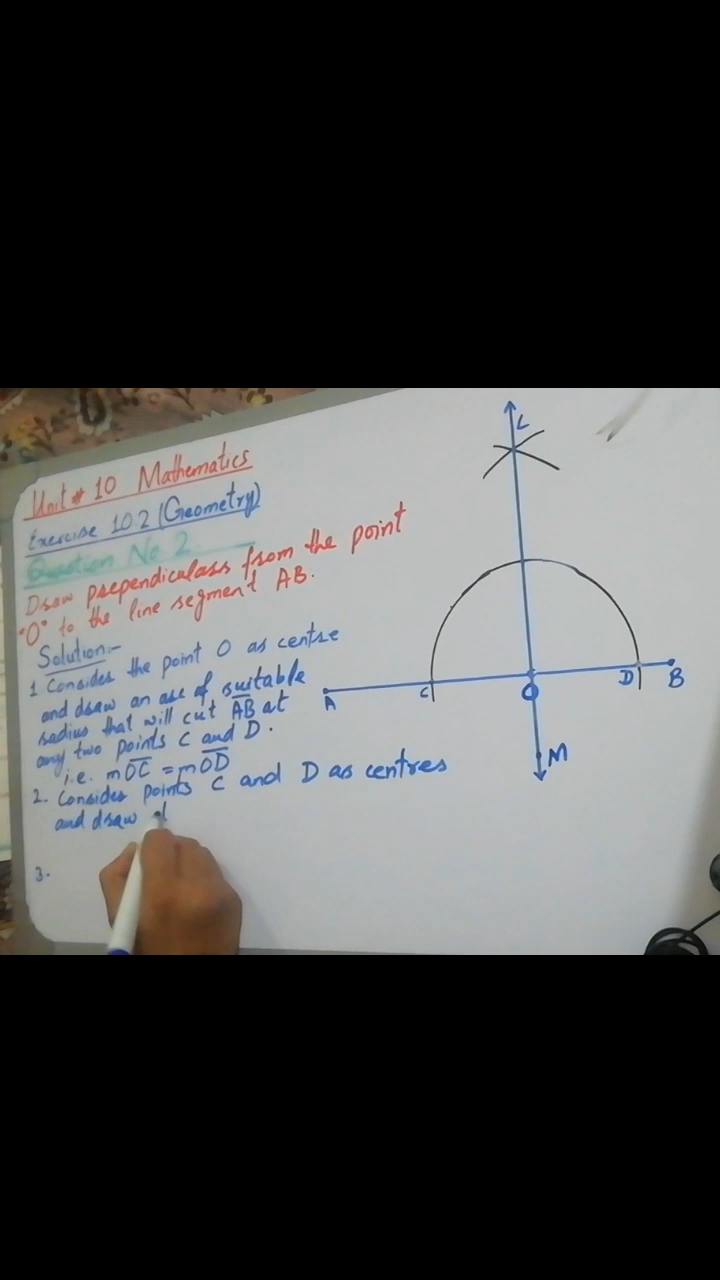 Unit # 10 Mathematics
Exercise 10.2 (Geometry)
Question No 2.
Draw prependiculars from the point
"O" to the line segment AB.
Solution:-
1. Consider the point O as centre
and draw an arc of suitable
radius that will cut AB at
any two points C and D.
i.e. mOC = mOD
2. Consider points C and D as centres
and draw
3.
L
A
C
O
D
B
M